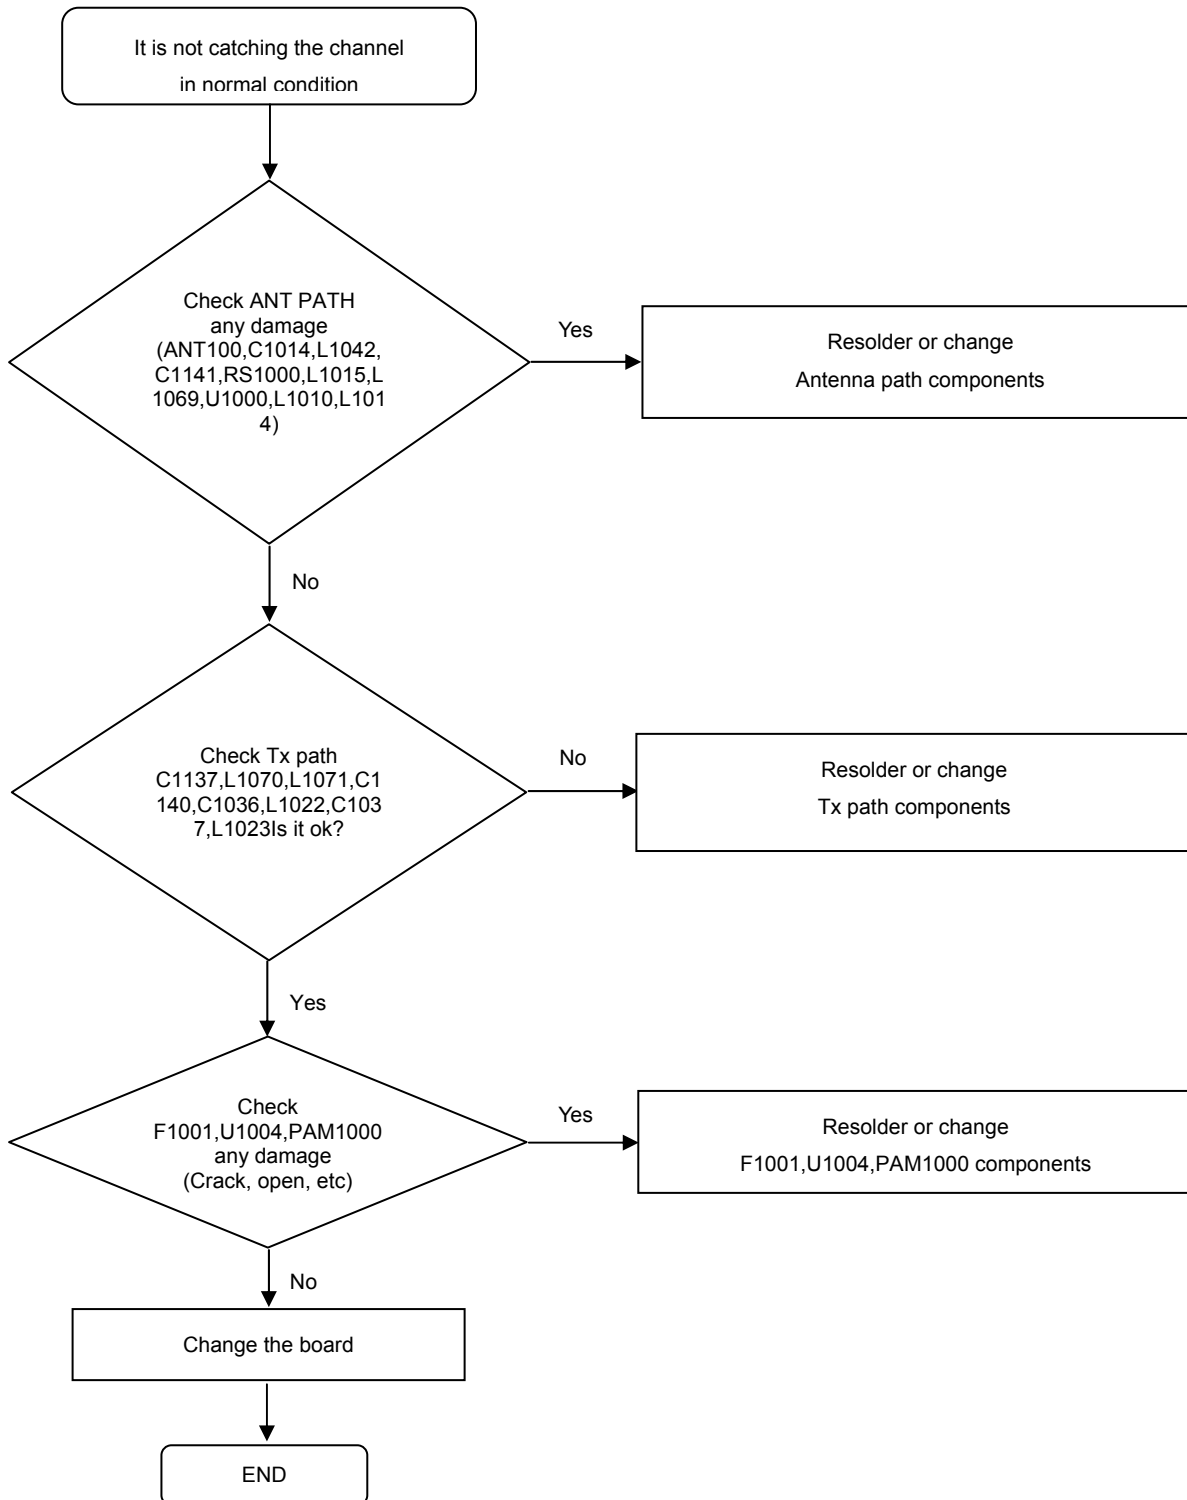 It is not catching the channel
in normal condition
Check ANT PATH
any damage
(ANT100,C1014,L1042,
C1141,RS1000,L1015,L
1069,U1000,L1010,L101
4)
Yes
Resolder or change
Antenna path components
No
Check Tx path
C1137,L1070,L1071,C1
140,C1036,L1022,C103
7,L1023Is it ok?
No
Resolder or change
Tx path components
Yes
Check
F1001,U1004,PAM1000
any damage
(Crack, open, etc)
Yes
Resolder or change
F1001,U1004,PAM1000 components
No
Change the board
END